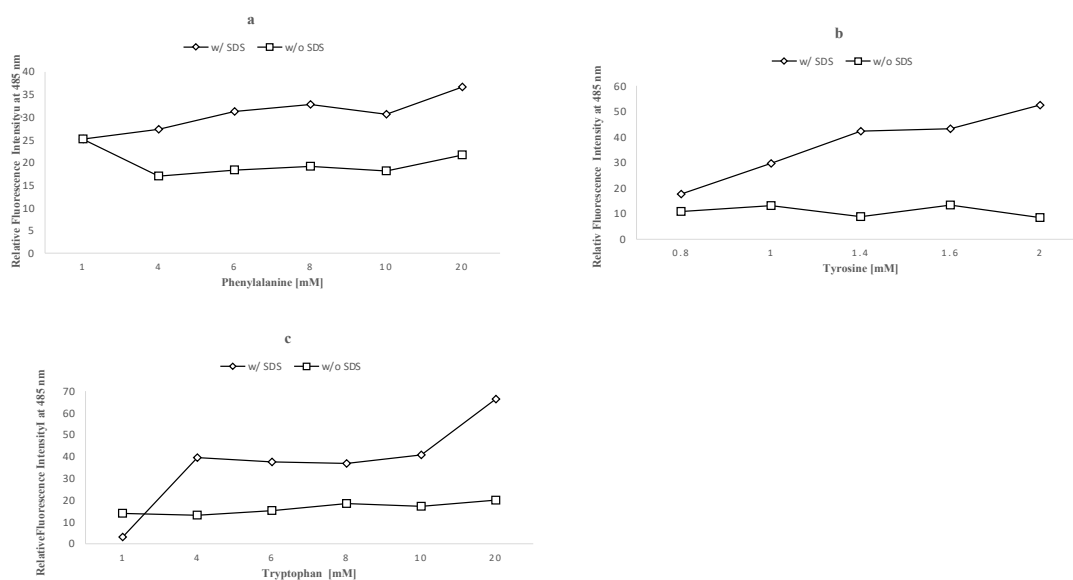 a
w/ SDS w/o SDS
Relative Fluorescence Intensityu at 485 nm
40
35
30
25
20
15
10
5
0
1 4 6 8 10 20
Phenylalanine [mM]
b
w/ SDS w/o SDS
Relativ Fluorescence Intensity at 485 nm
60
50
40
30
20
10
0
0.8 1 1.4 1.6 2
Tyrosine [mM]
c
w/ SDS w/o SDS
RelativeFluorescence IntensityI at 485 nm
70
60
50
40
30
20
10
0
1 4 6 8 10 20
Tryptophan [mM]